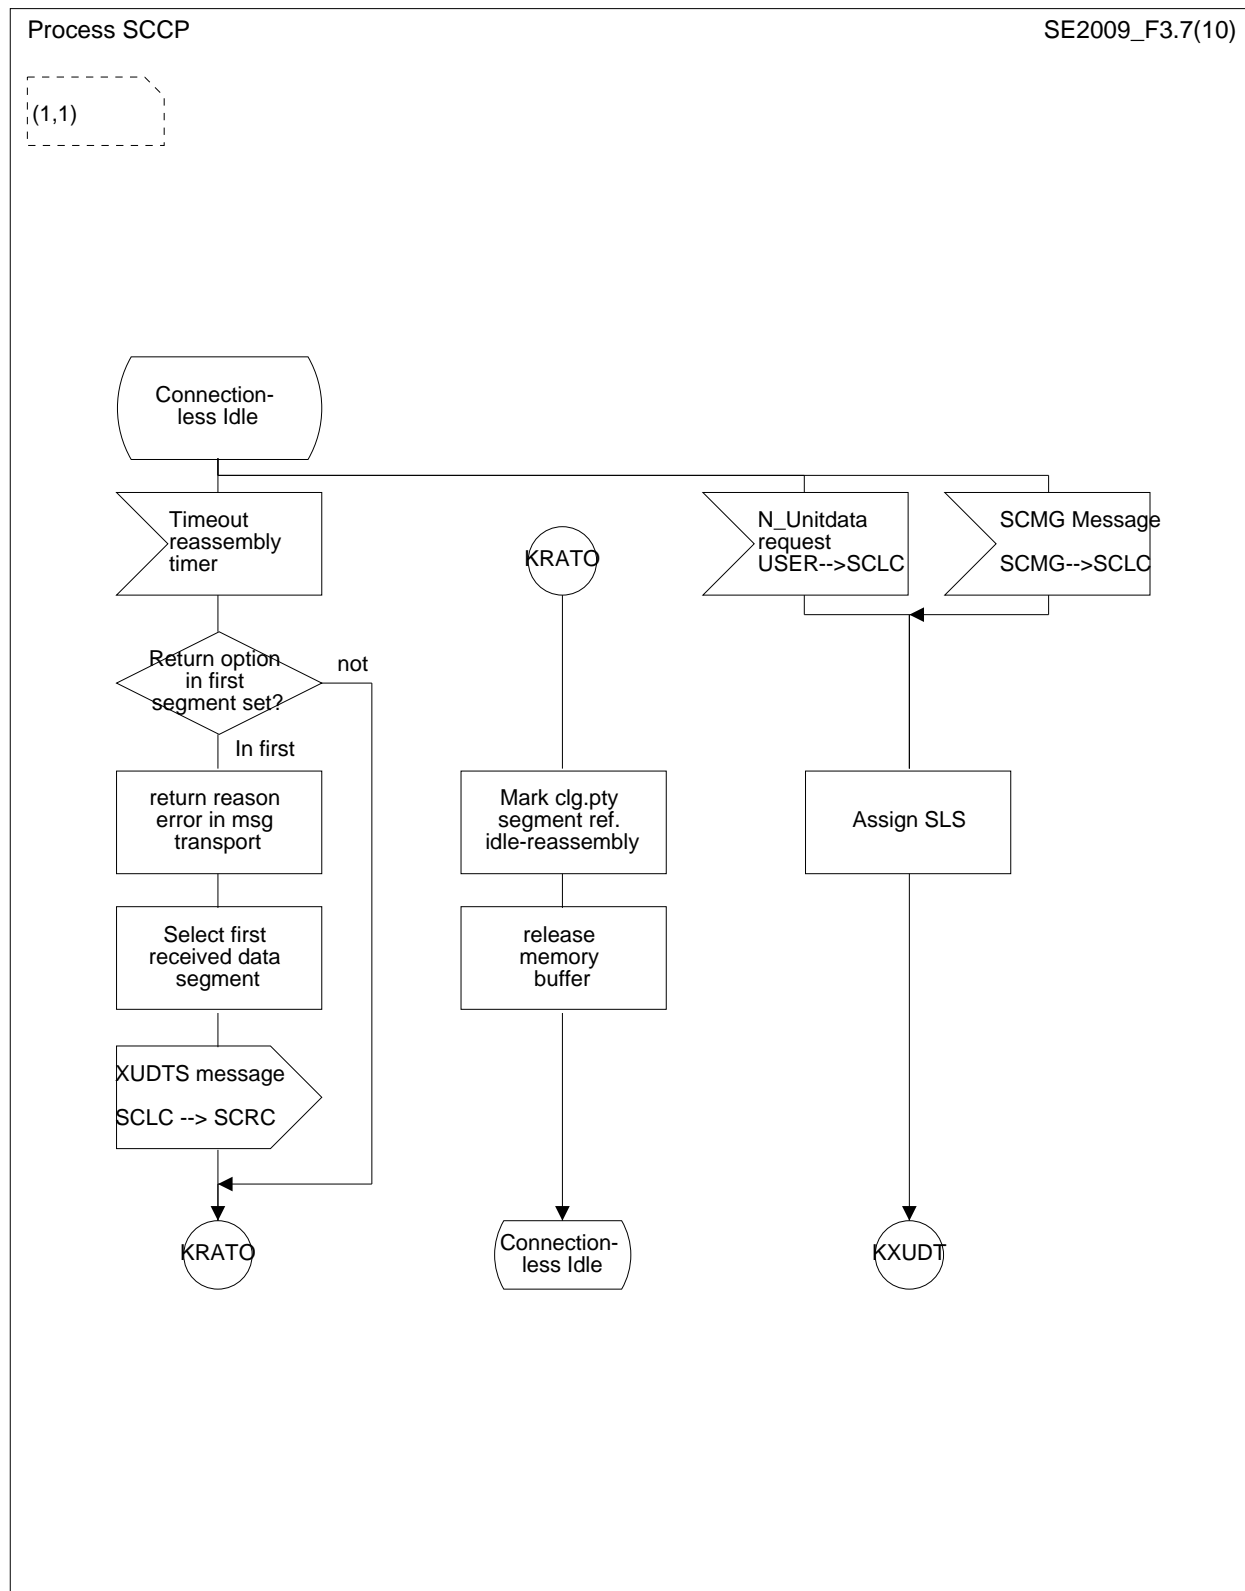 Process SCCP
SE2009_F3.7(10)
(1,1)
Connection-
less Idle
Timeout
reassembly
timer
KRATO
N_Unitdata
request
USER-->SCLC
SCMG Message
SCMG-->SCLC
Return option
in first
segment set?
not
In first
return reason
error in msg
transport
Mark clg.pty
segment ref.
idle-reassembly
Assign SLS
Select first
received data
segment
release
memory
buffer
XUDTS message
SCLC --> SCRC
KRATO
Connection-
less Idle
KXUDT